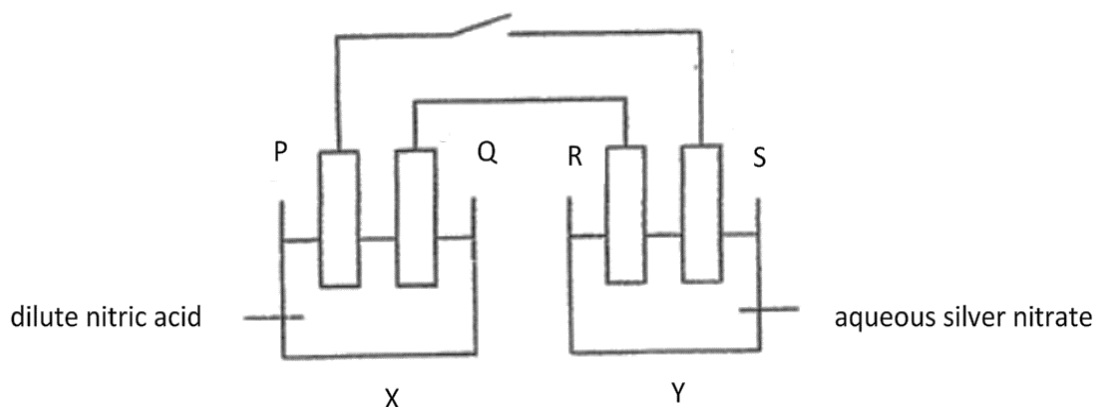 P Q R S
dilute nitric acid
aqueous silver nitrate
X Y